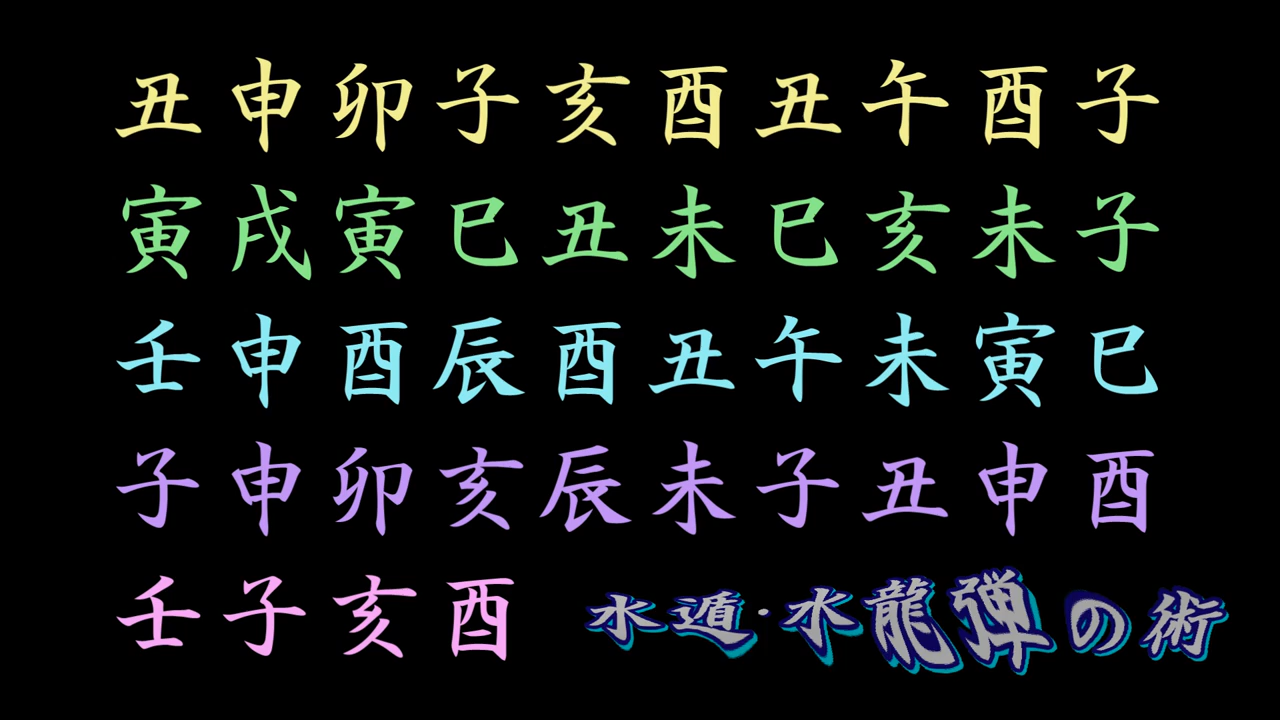 丑申卯子亥酉丑午酉子
寅戌寅巳丑未巳亥未子
壬申酉辰酉丑午未寅巳
子申卯亥辰未子丑申酉
壬子亥酉 水遁・水龍弾の術